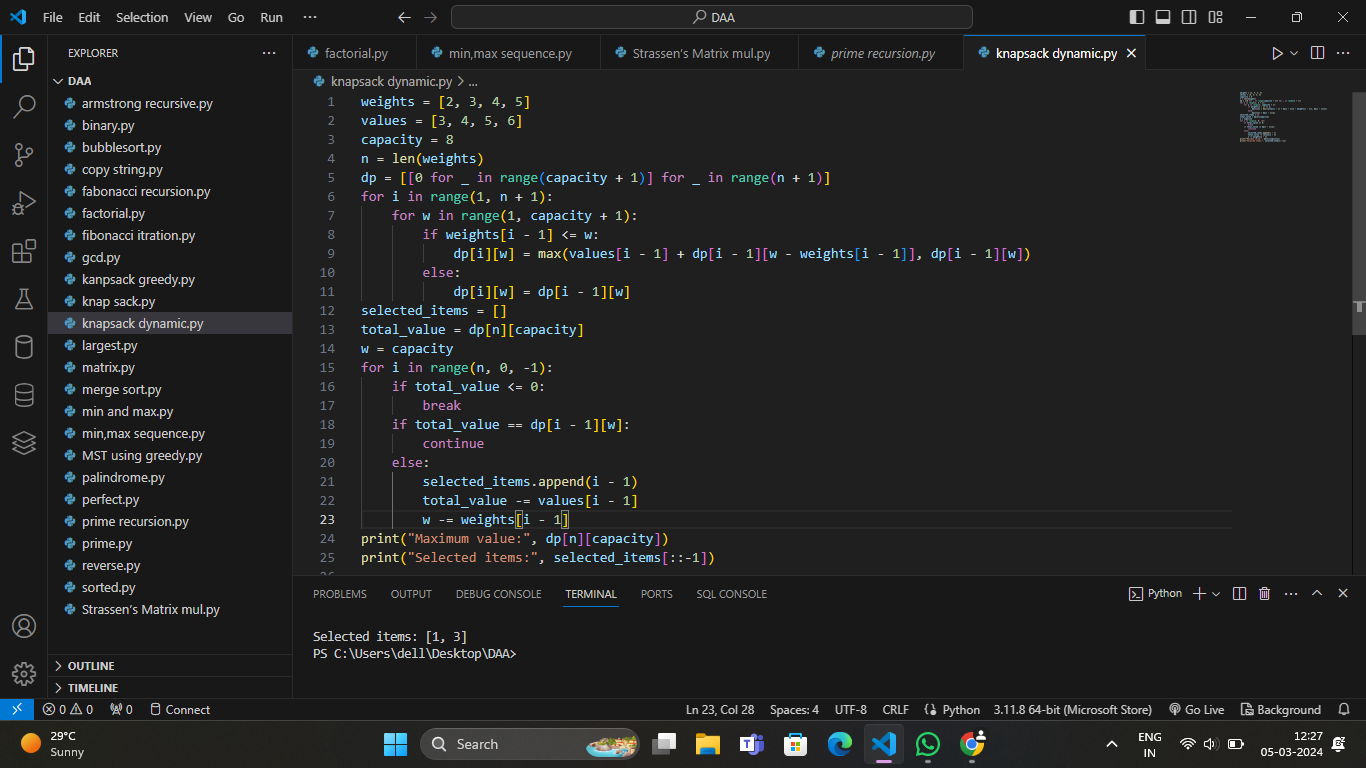 File Edit Selection View Go Run ··· DAA
EXPLORER ···
factorial.py min,max sequence.py Strassen's Matrix mul.py prime recursion.py knapsack dynamic.py
DAA
armstrong recursive.py
binary.py
bubblesort.py
copy string.py
fabonacci recursion.py
factorial.py
fibonacci itration.py
gcd.py
kanpsack greedy.py
knap sack.py
knapsack dynamic.py
largest.py
matrix.py
merge sort.py
min and max.py
min,max sequence.py
MST using greedy.py
palindrome.py
perfect.py
prime recursion.py
prime.py
reverse.py
sorted.py
Strassen's Matrix mul.py
OUTLINE
TIMELINE
knapsack dynamic.py > ...
1 weights = [2, 3, 4, 5]
2 values = [3, 4, 5, 6]
3 capacity = 8
4 n = len(weights)
5 dp = [[0 for _ in range(capacity + 1)] for _ in range(n + 1)]
6 for i in range(1, n + 1):
7 for w in range(1, capacity + 1):
8 if weights[i - 1] <= w:
9 dp[i][w] = max(values[i - 1] + dp[i - 1][w - weights[i - 1]], dp[i - 1][w])
10 else:
11 dp[i][w] = dp[i - 1][w]
12 selected_items = []
13 total_value = dp[n][capacity]
14 w = capacity
15 for i in range(n, 0, -1):
16 if total_value <= 0:
17 break
18 if total_value == dp[i - 1][w]:
19 continue
20 else:
21 selected_items.append(i - 1)
22 total_value -= values[i - 1]
23 w -= weights[i - 1]
24 print("Maximum value:", dp[n][capacity])
25 print("Selected items:", selected_items[::-1])
PROBLEMS OUTPUT DEBUG CONSOLE TERMINAL PORTS SQL CONSOLE Python
Selected items: [1, 3]
PS C:\Users\dell\Desktop\DAA>
0 0 0 Connect Ln 23, Col 28 Spaces: 4 UTF-8 CRLF Python 3.11.8 64-bit (Microsoft Store) Go Live Background
29°C
Sunny
Search
ENG
IN
12:27
05-03-2024